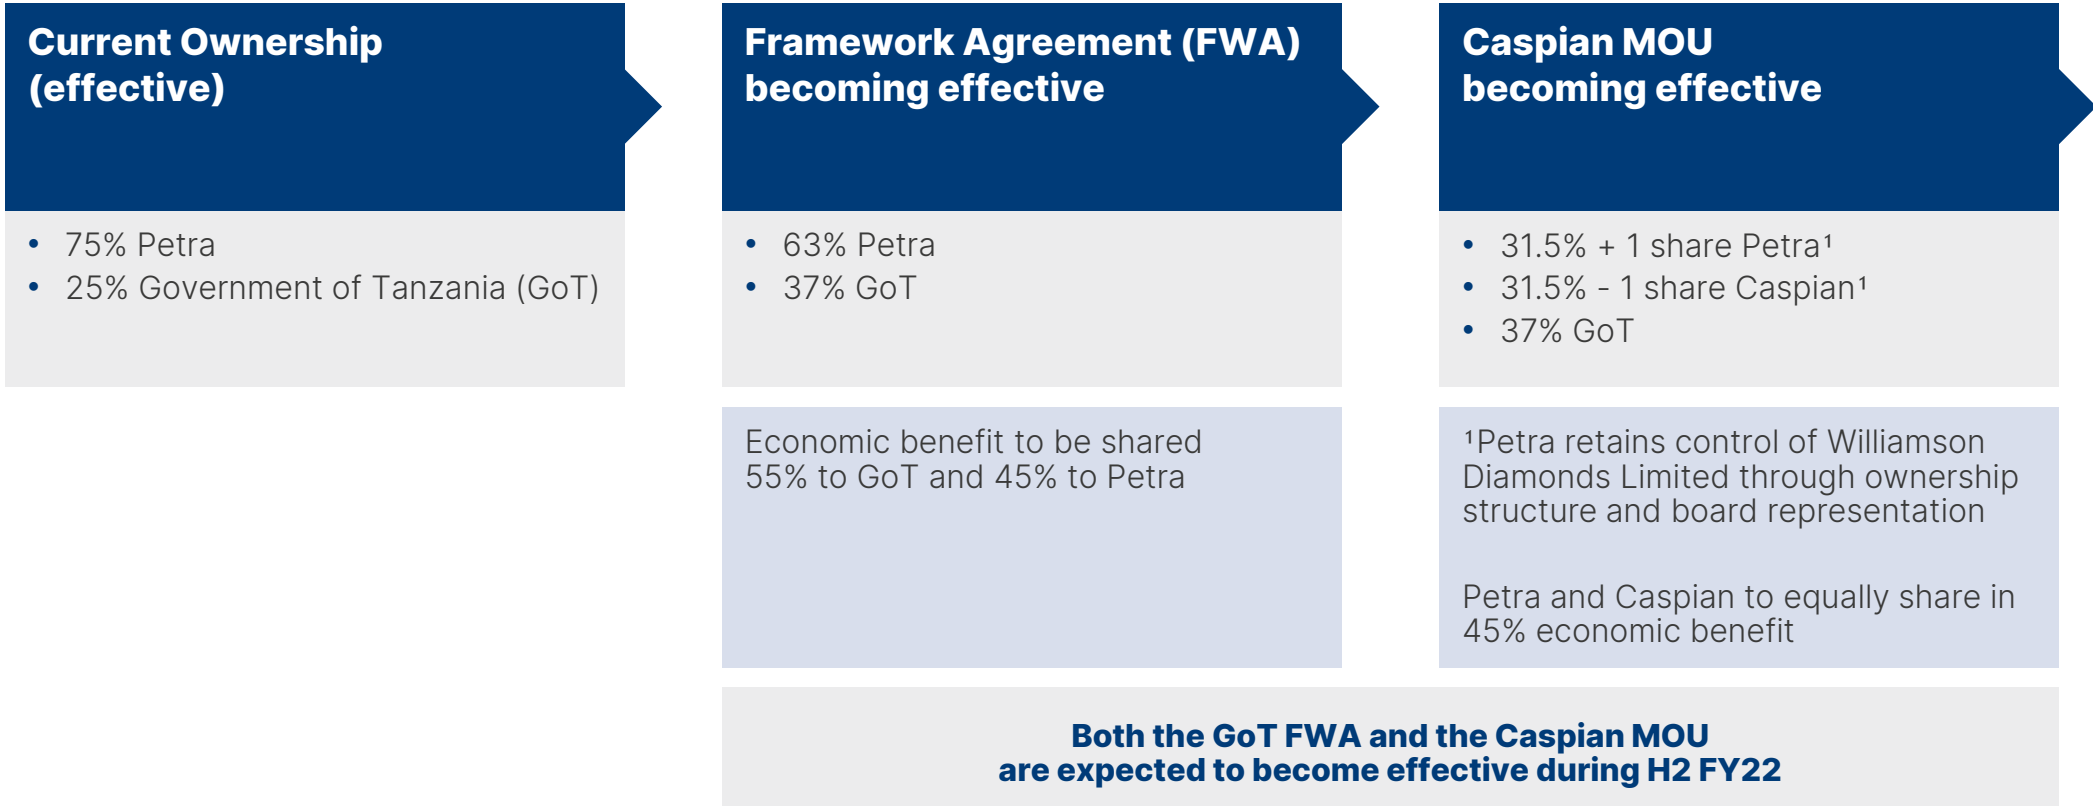 Current Ownership
(effective)
• 75% Petra
• 25% Government of Tanzania (GoT)
Framework Agreement (FWA)
becoming effective
• 63% Petra
• 37% GoT
Economic benefit to be shared
55% to GoT and 45% to Petra
Caspian MOU
becoming effective
• 31.5% + 1 share Petra¹
• 31.5% - 1 share Caspian¹
• 37% GoT
¹Petra retains control of Williamson
Diamonds Limited through ownership
structure and board representation
Petra and Caspian to equally share in
45% economic benefit
Both the GoT FWA and the Caspian MOU
are expected to become effective during H2 FY22